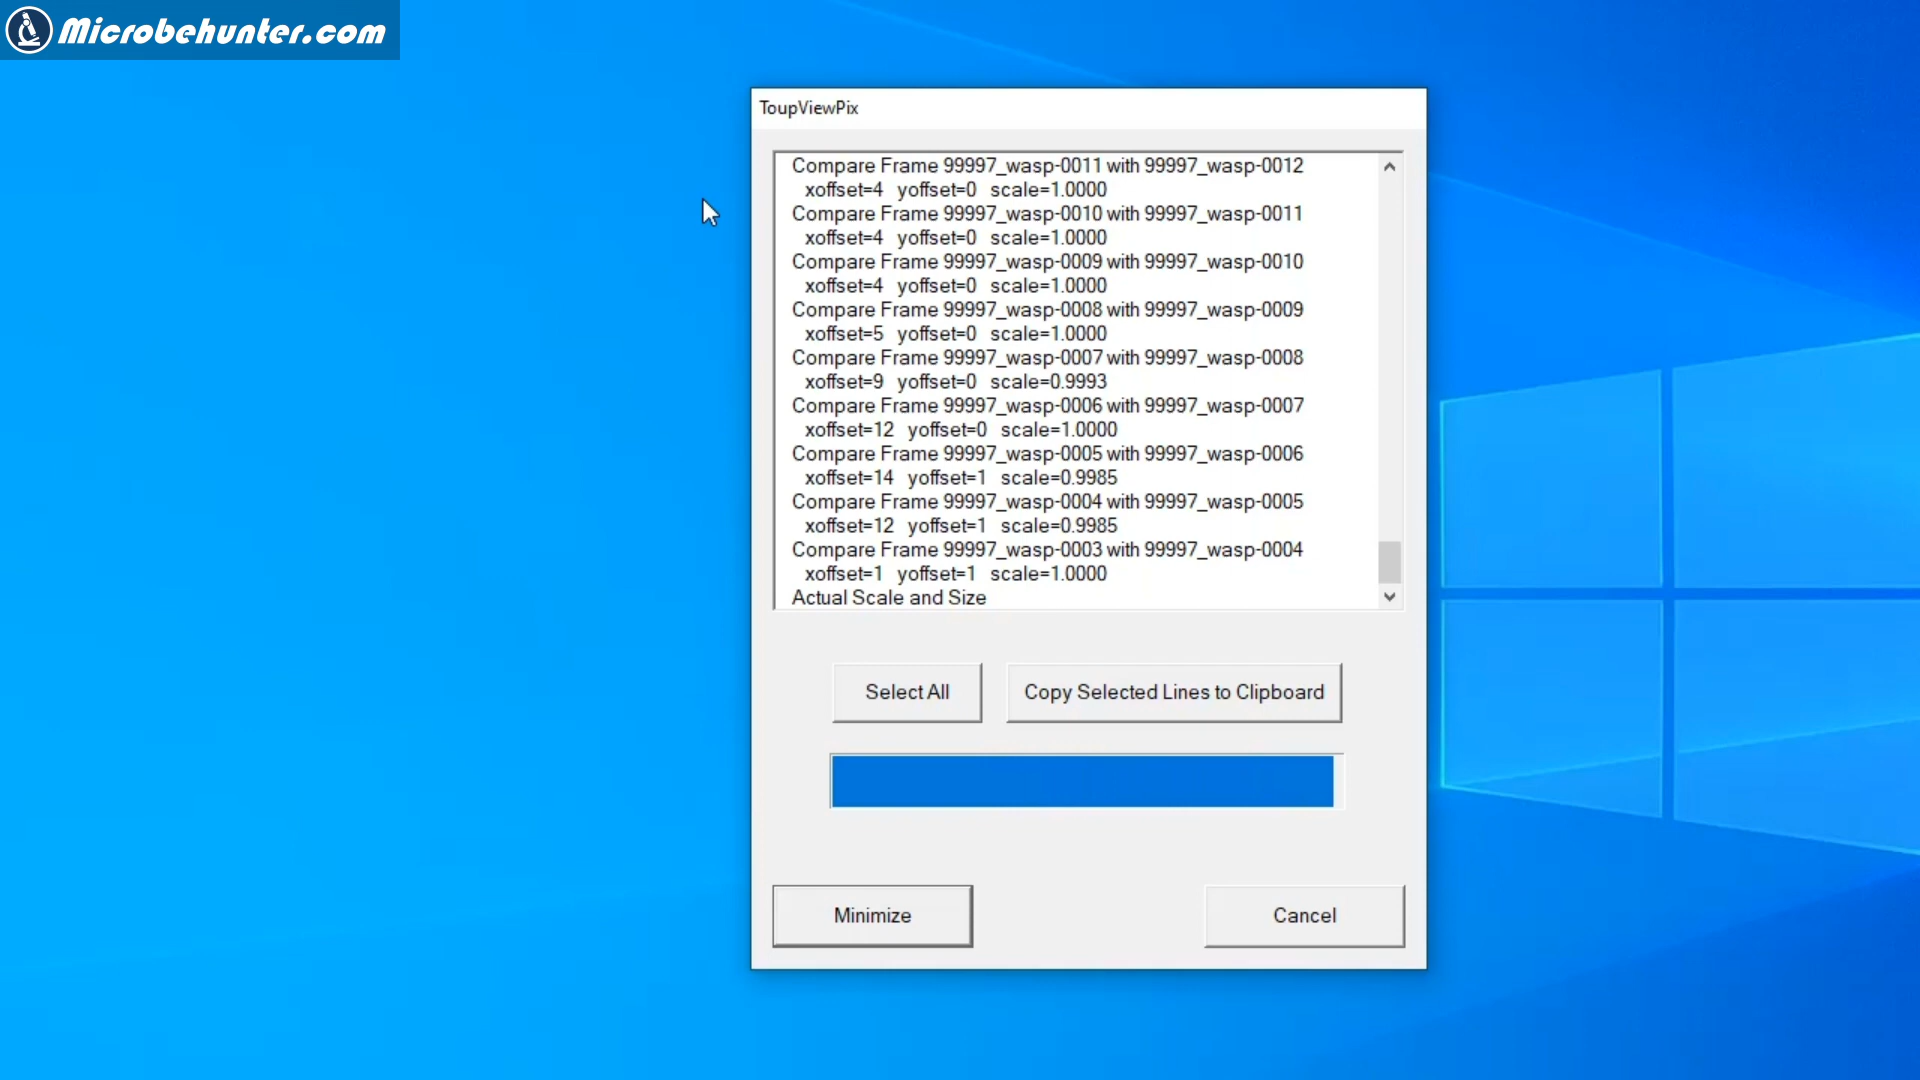 Microbehunter.com
ToupViewPix
Compare Frame 99997_wasp-0011 with 99997_wasp-0012
xoffset=4 yoffset=0 scale=1.0000
Compare Frame 99997_wasp-0010 with 99997_wasp-0011
xoffset=4 yoffset=0 scale=1.0000
Compare Frame 99997_wasp-0009 with 99997_wasp-0010
xoffset=4 yoffset=0 scale=1.0000
Compare Frame 99997_wasp-0008 with 99997_wasp-0009
xoffset=5 yoffset=0 scale=1.0000
Compare Frame 99997_wasp-0007 with 99997_wasp-0008
xoffset=9 yoffset=0 scale=0.9993
Compare Frame 99997_wasp-0006 with 99997_wasp-0007
xoffset=12 yoffset=0 scale=1.0000
Compare Frame 99997_wasp-0005 with 99997_wasp-0006
xoffset=14 yoffset=1 scale=0.9985
Compare Frame 99997_wasp-0004 with 99997_wasp-0005
xoffset=12 yoffset=1 scale=0.9985
Compare Frame 99997_wasp-0003 with 99997_wasp-0004
xoffset=1 yoffset=1 scale=1.0000
Actual Scale and Size
Select All
Copy Selected Lines to Clipboard
Minimize
Cancel